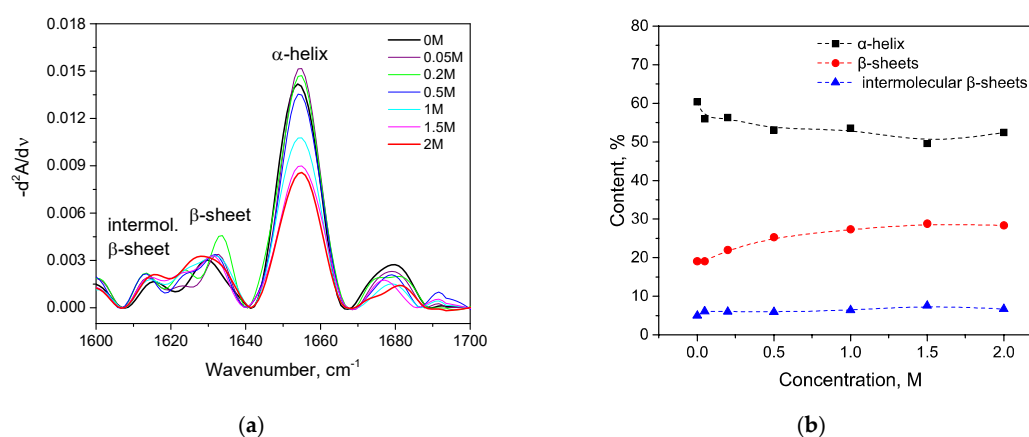 0.018
0.015
0.012
0.009
0.006
0.003
0.000
-d²A/dν
α-helix
β-sheet
intermol.
β-sheet
0M
0.05M
0.2M
0.5M
1M
1.5M
2M
1600 1620 1640 1660 1680 1700
Wavenumber, cm⁻¹
(a)
80
70
60
50
40
30
20
10
0
Content, %
α-helix
β-sheets
intermolecular β-sheets
0.0 0.5 1.0 1.5 2.0
Concentration, M
(b)